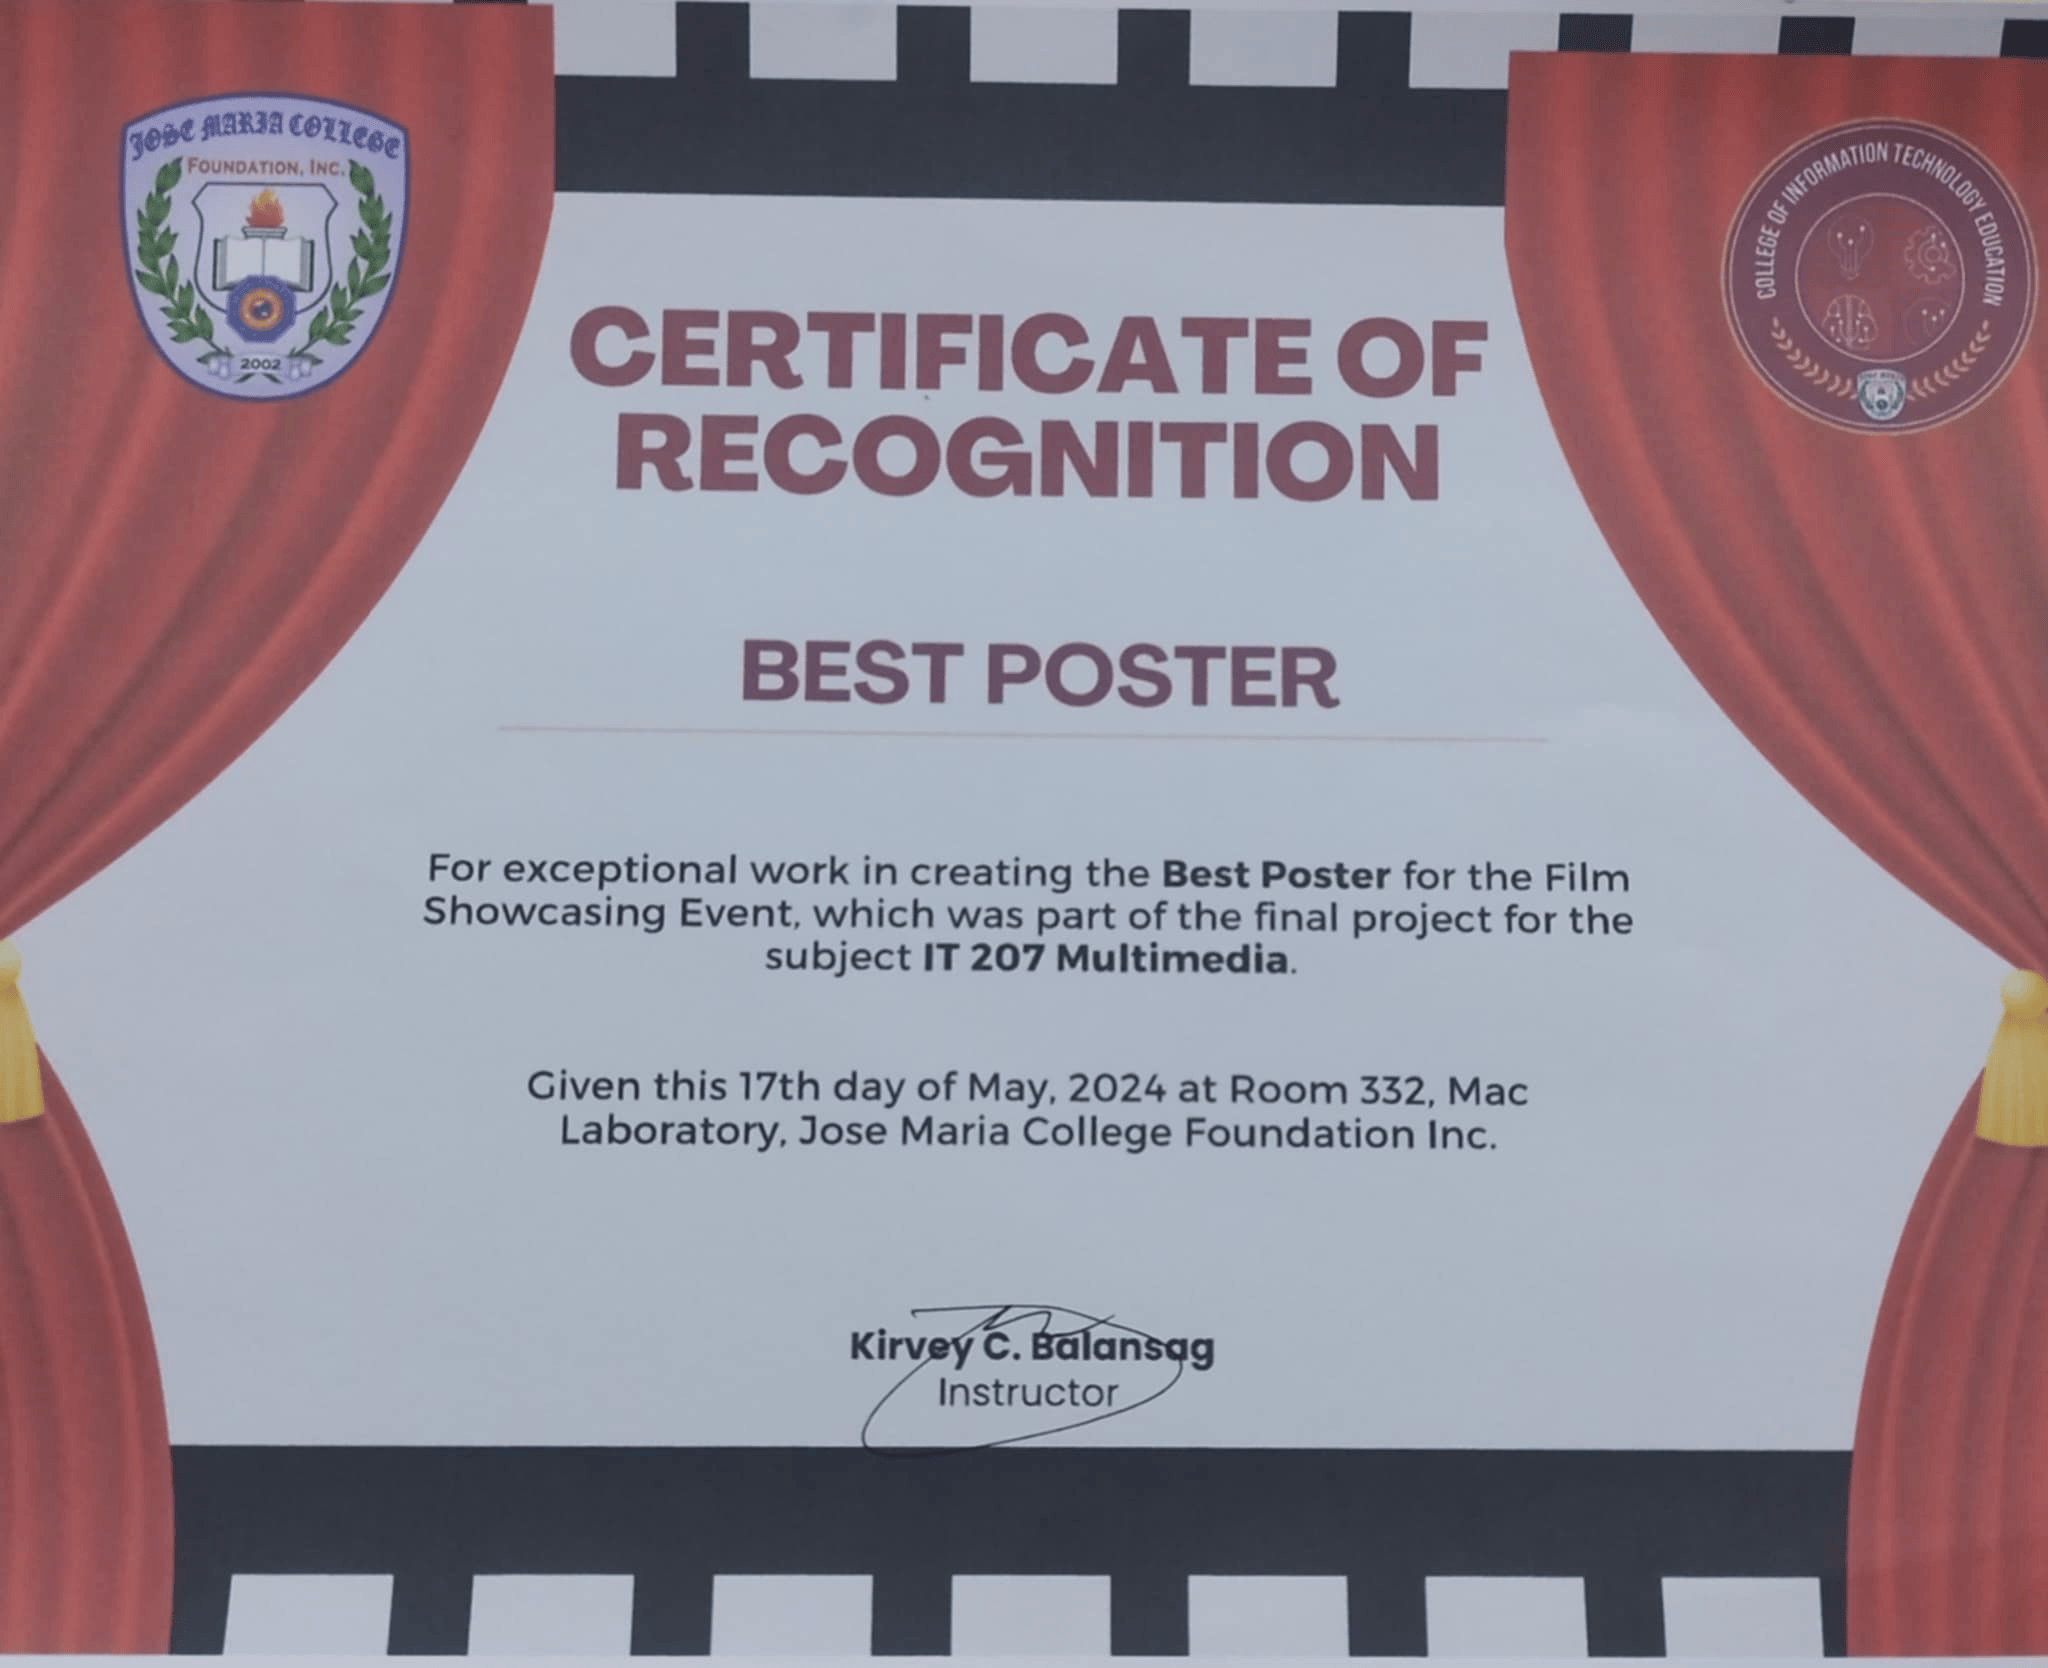 JOSE MARIA COLLEGE
FOUNDATION, INC.
2002
COLLEGE OF INFORMATION TECHNOLOGY EDUCATION
CERTIFICATE OF
RECOGNITION
BEST POSTER
For exceptional work in creating the Best Poster for the Film
Showcasing Event, which was part of the final project for the
subject IT 207 Multimedia.
Given this 17th day of May, 2024 at Room 332, Mac
Laboratory, Jose Maria College Foundation Inc.
Kirvey C. Balansag
Instructor